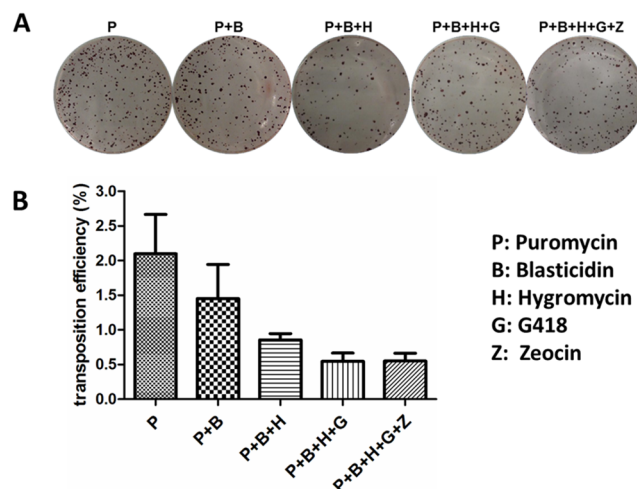 A
P
P+B
P+B+H
P+B+H+G
P+B+H+G+Z
B
transposition efficiency (%)
3.0
2.5
2.0
1.5
1.0
0.5
0.0
P
P+B
P+B+H
P+B+H+G
P+B+H+G+Z
P: Puromycin
B: Blasticidin
H: Hygromycin
G: G418
Z: Zeocin